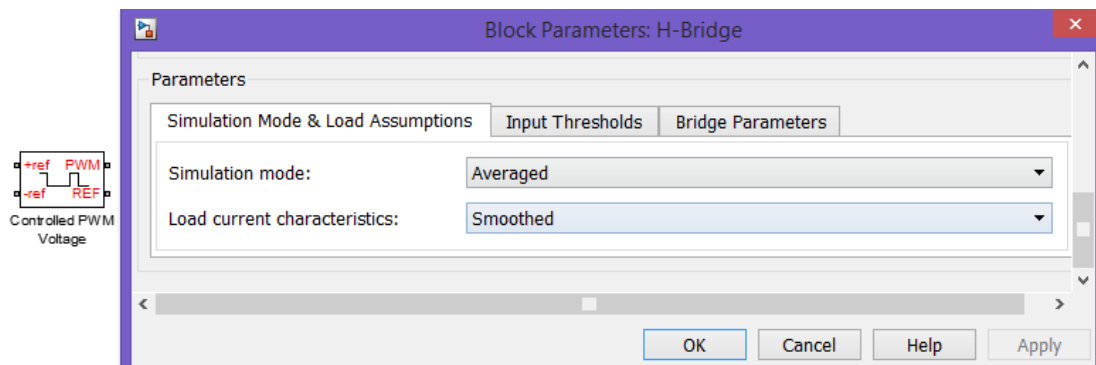 Block Parameters: H-Bridge
×
Parameters
Simulation Mode & Load Assumptions Input Thresholds Bridge Parameters
Simulation mode: Averaged
Load current characteristics: Smoothed
+ref PWM
-ref REF
Controlled PWM
Voltage
OK Cancel Help Apply